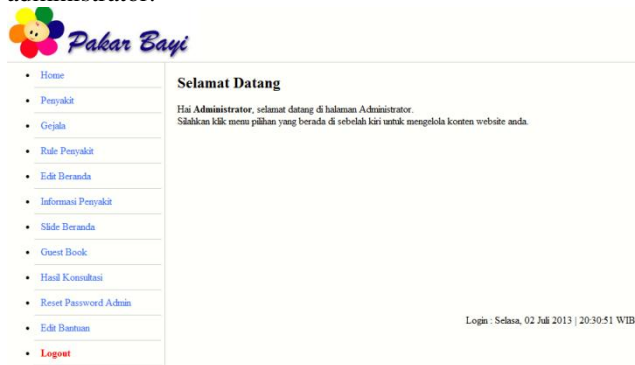 administrator.
Pakar Bayi
Home
Penyakit
Gejala
Rule Penyakit
Edit Beranda
Informasi Penyakit
Slide Beranda
Guest Book
Hasil Konsultasi
Reset Password Admin
Edit Bantuan
Logout
Selamat Datang
Hai Administrator, selamat datang di halaman Administrator.
Silahkan klik menu pilihan yang berada di sebelah kiri untuk mengelola konten website anda.
Login : Selasa, 02 Juli 2013 | 20:30:51 WIB